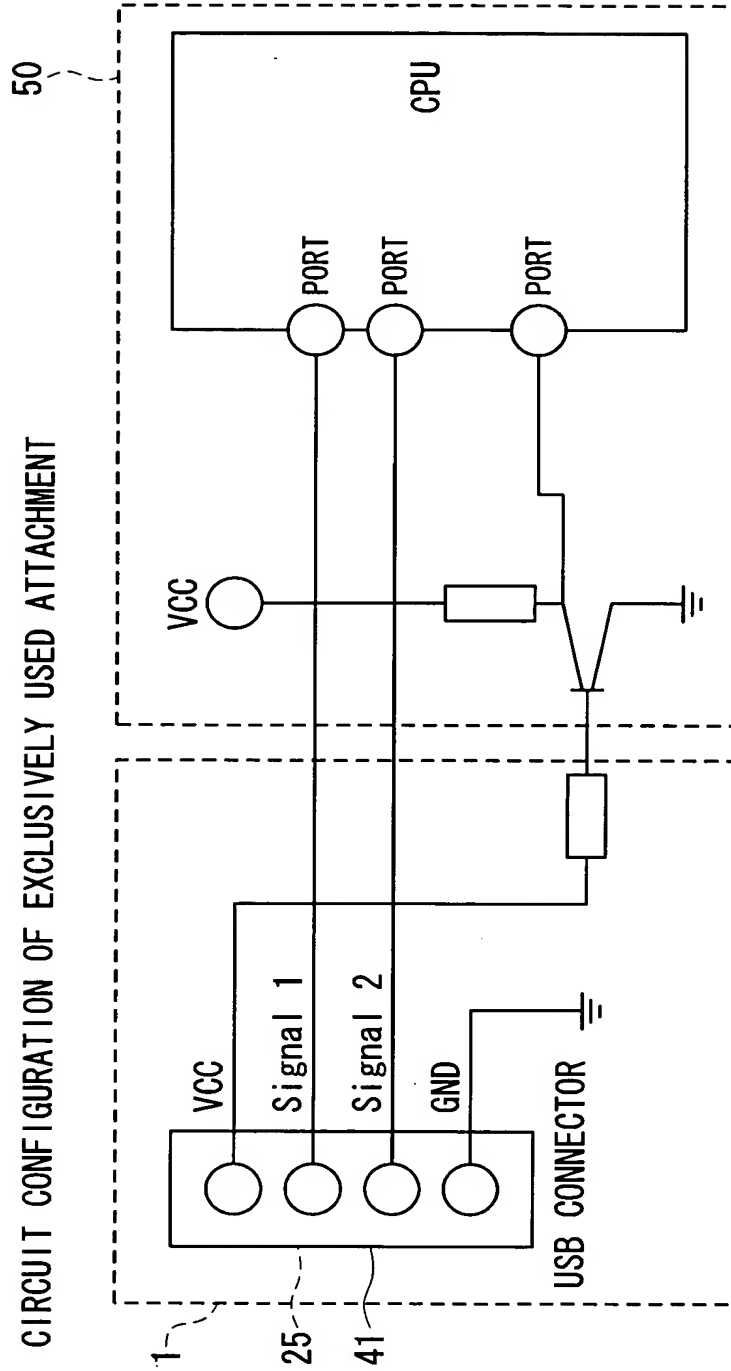 CIRCUIT CONFIGURATION OF EXCLUSIVELY USED ATTACHMENT
1
50
25
41
VCC
Signal 1
Signal 2
GND
USB CONNECTOR
VCC
PORT
PORT
PORT
CPU